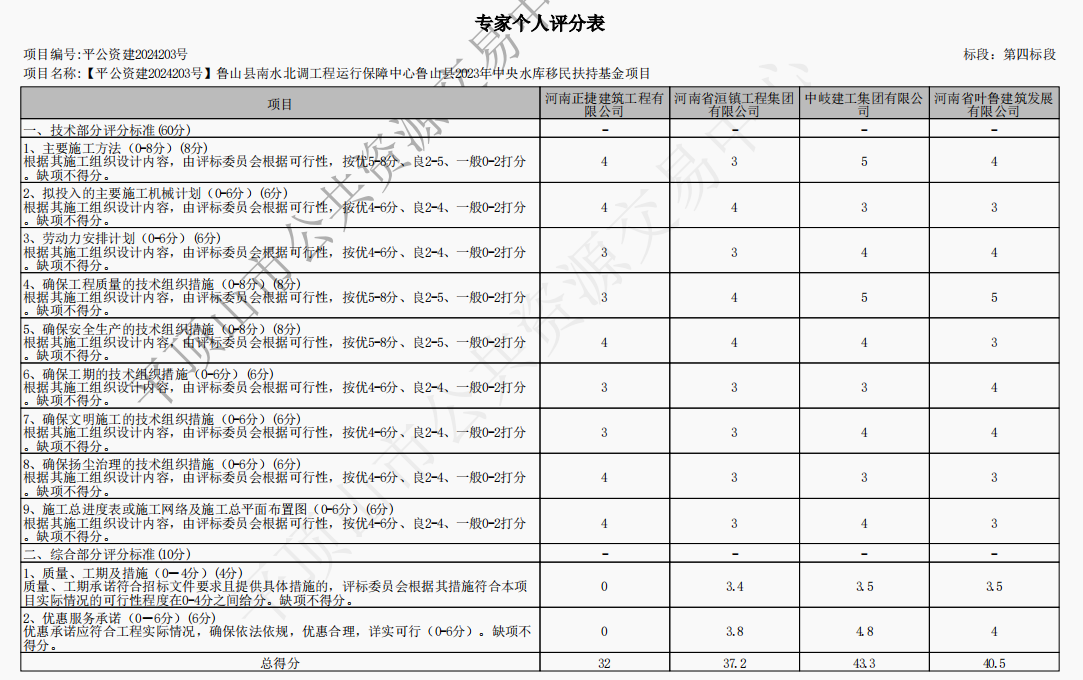 专家个人评分表
项目编号:平公资建2024203号 标段：第四标段
项目名称:【平公资建2024203号】鲁山县南水北调工程运行保障中心鲁山县2023年中央水库移民扶持基金项目
项目 河南正捷建筑工程有限公司 河南省洹镇工程集团有限公司 中岐建工集团有限公司 河南省叶鲁建筑发展有限公司
一、技术部分评分标准(60分) - - - -
1、主要施工方法（0-8分）(8分)
根据其施工组织设计内容，由评标委员会根据可行性，按优5-8分、良2-5、一般0-2打分 4 3 5 4
。缺项不得分。
2、拟投入的主要施工机械计划（0-6分）(6分)
根据其施工组织设计内容，由评标委员会根据可行性，按优4-6分、良2-4、一般0-2打分 4 4 3 3
。缺项不得分。
3、劳动力安排计划（0-6分）(6分)
根据其施工组织设计内容，由评标委员会根据可行性，按优4-6分、良2-4、一般0-2打分 3 3 4 4
。缺项不得分。
4、确保工程质量的技术组织措施（0-8分）(8分)
根据其施工组织设计内容，由评标委员会根据可行性，按优5-8分、良2-5、一般0-2打分 3 4 5 5
。缺项不得分。
5、确保安全生产的技术组织措施（0-8分）(8分)
根据其施工组织设计内容，由评标委员会根据可行性，按优5-8分、良2-5、一般0-2打分 4 4 4 3
。缺项不得分。
6、确保工期的技术组织措施（0-6分）(6分)
根据其施工组织设计内容，由评标委员会根据可行性，按优4-6分、良2-4、一般0-2打分 3 3 3 4
。缺项不得分。
7、确保文明施工的技术组织措施（0-6分）(6分)
根据其施工组织设计内容，由评标委员会根据可行性，按优4-6分、良2-4、一般0-2打分 3 3 4 4
。缺项不得分。
8、确保扬尘治理的技术组织措施（0-6分）(6分)
根据其施工组织设计内容，由评标委员会根据可行性，按优4-6分、良2-4、一般0-2打分 4 3 3 3
。缺项不得分。
9、施工总进度表或施工网络及施工总平面布置图（0-6分）(6分)
根据其施工组织设计内容，由评标委员会根据可行性，按优4-6分、良2-4、一般0-2打分 4 3 4 3
。缺项不得分。
二、综合部分评分标准(10分) - - - -
1、质量、工期及措施（0—4分）(4分)
质量、工期承诺符合招标文件要求且提供具体措施的，评标委员会根据其措施符合本项 0 3.4 3.5 3.5
目实际情况的可行性程度在0-4分之间给分。缺项不得分。
2、优惠服务承诺（0—6分）(6分)
优惠承诺应符合工程实际情况，确保依法依规，优惠合理，详实可行（0-6分）。缺项不 0 3.8 4.8 4
得分。
总得分 32 37.2 43.3 40.5
平顶山市公共资源交易中
平顶山市公共资源交易中心